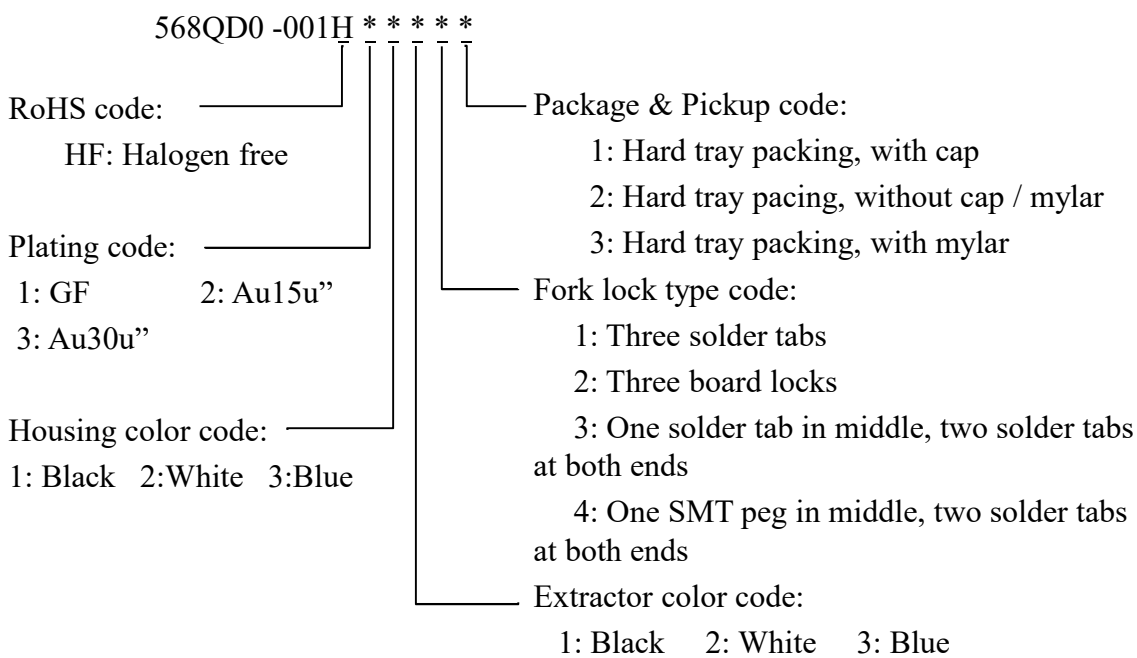 568QD0 -001H * * * * *
RoHS code:
HF: Halogen free
Plating code:
1: GF 2: Au15u”
3: Au30u”
Housing color code:
1: Black 2:White 3:Blue
Package & Pickup code:
1: Hard tray packing, with cap
2: Hard tray pacing, without cap / mylar
3: Hard tray packing, with mylar
Fork lock type code:
1: Three solder tabs
2: Three board locks
3: One solder tab in middle, two solder tabs
at both ends
4: One SMT peg in middle, two solder tabs
at both ends
Extractor color code:
1: Black 2: White 3: Blue